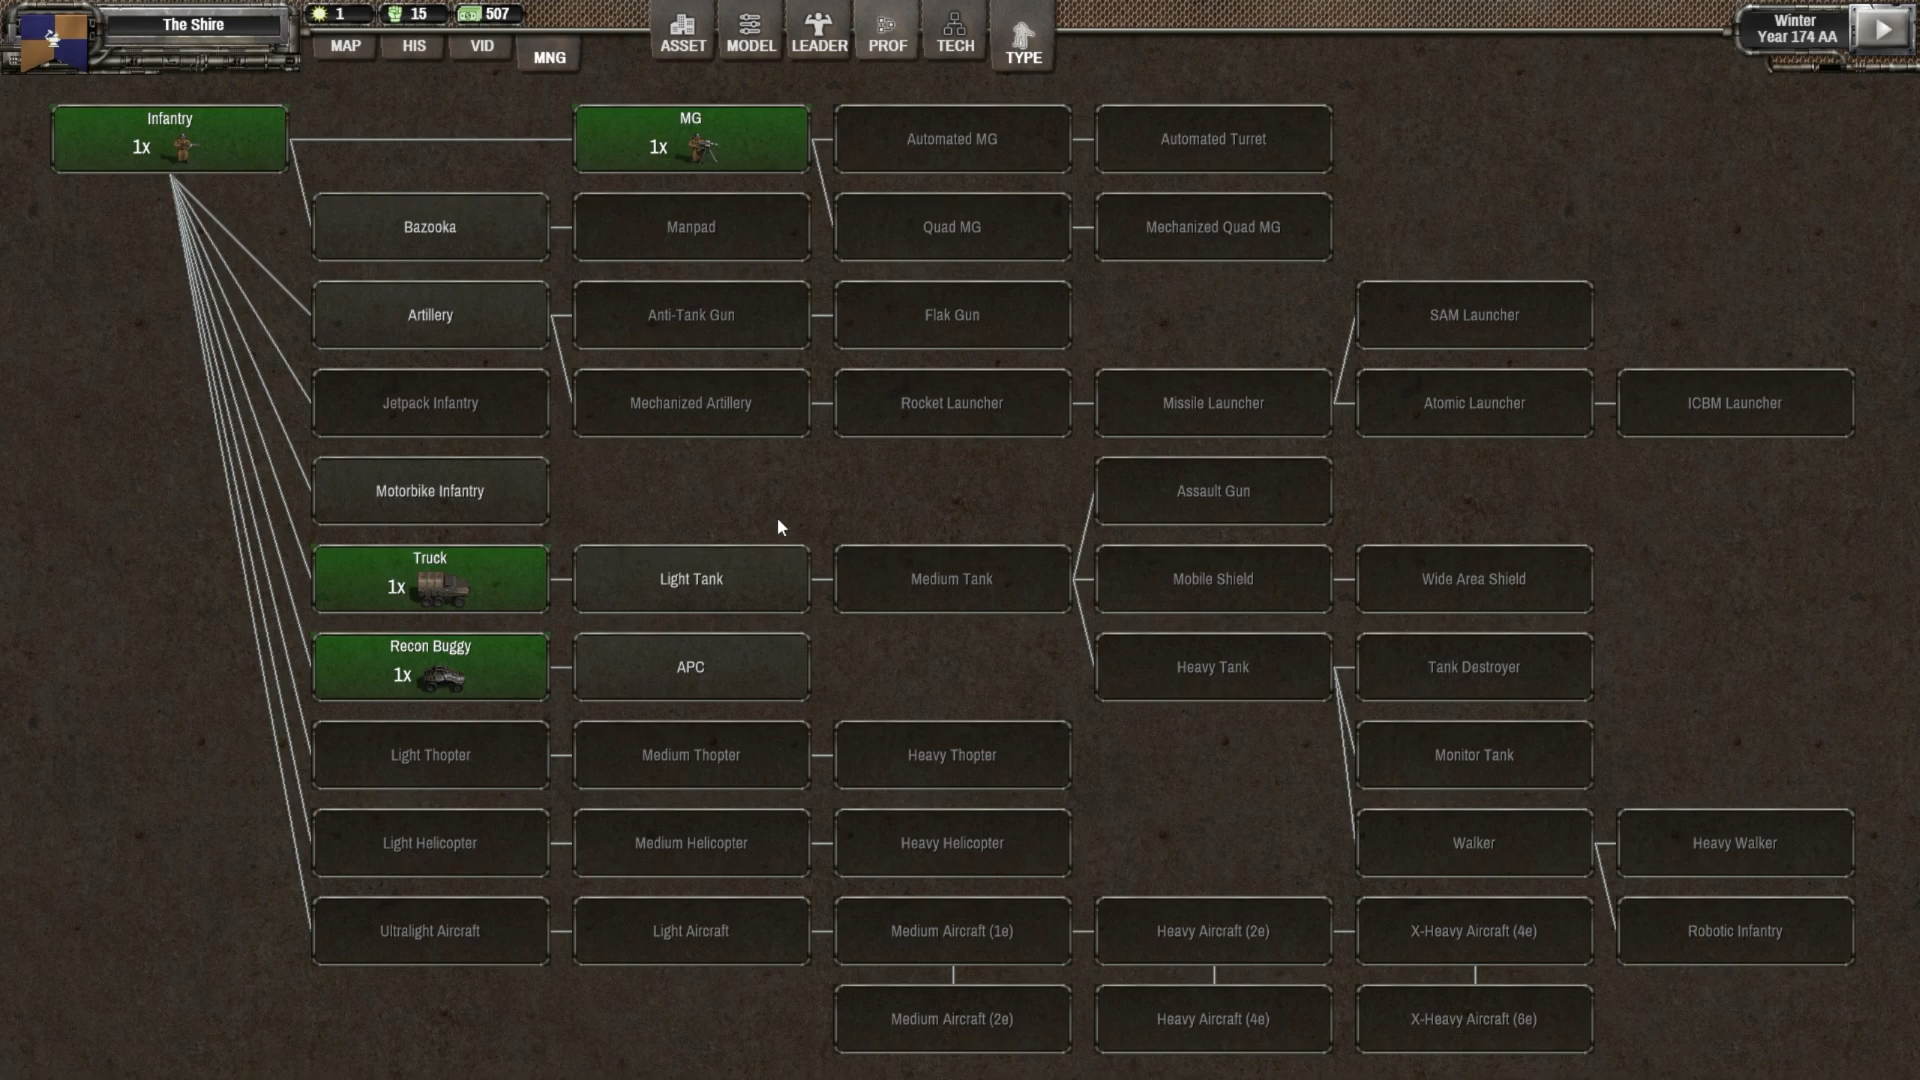 The Shire
1
15
507
MAP
HIS
VID
MNG
ASSET
MODEL
LEADER
PROF
TECH
TYPE
Winter
Year 174 AA
Infantry
1x
MG
1x
Automated MG
Automated Turret
Bazooka
Manpad
Quad MG
Mechanized Quad MG
Artillery
Anti-Tank Gun
Flak Gun
SAM Launcher
Jetpack Infantry
Mechanized Artillery
Rocket Launcher
Missile Launcher
Atomic Launcher
ICBM Launcher
Motorbike Infantry
Assault Gun
Truck
1x
Light Tank
Medium Tank
Mobile Shield
Wide Area Shield
Recon Buggy
1x
APC
Heavy Tank
Tank Destroyer
Light Thopter
Medium Thopter
Heavy Thopter
Monitor Tank
Light Helicopter
Medium Helicopter
Heavy Helicopter
Walker
Heavy Walker
Ultralight Aircraft
Light Aircraft
Medium Aircraft (1e)
Heavy Aircraft (2e)
X-Heavy Aircraft (4e)
Robotic Infantry
Medium Aircraft (2e)
Heavy Aircraft (4e)
X-Heavy Aircraft (6e)